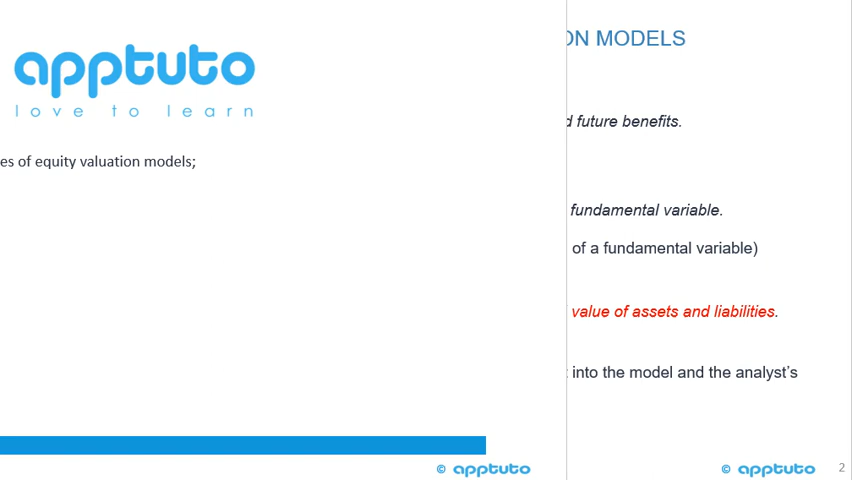 apptuto
love to learn
es of equity valuation models;
© apptuto
ON MODELS
d future benefits.
fundamental variable.
of a fundamental variable)
value of assets and liabilities.
into the model and the analyst's
© apptuto 2